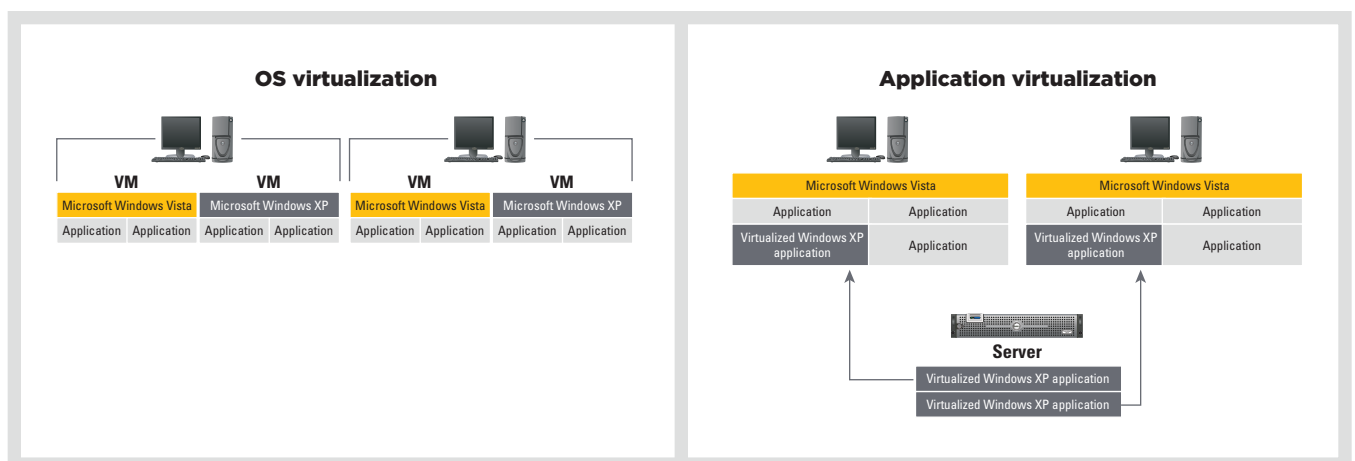 OS virtualization
VM VM VM VM
Microsoft Windows Vista Microsoft Windows XP Microsoft Windows Vista Microsoft Windows XP
Application Application Application Application Application Application Application Application
Application virtualization
Microsoft Windows Vista Microsoft Windows Vista
Application Application Application Application
Virtualized Windows XP
application
Application
Virtualized Windows XP
application
Application
Server
Virtualized Windows XP application
Virtualized Windows XP application